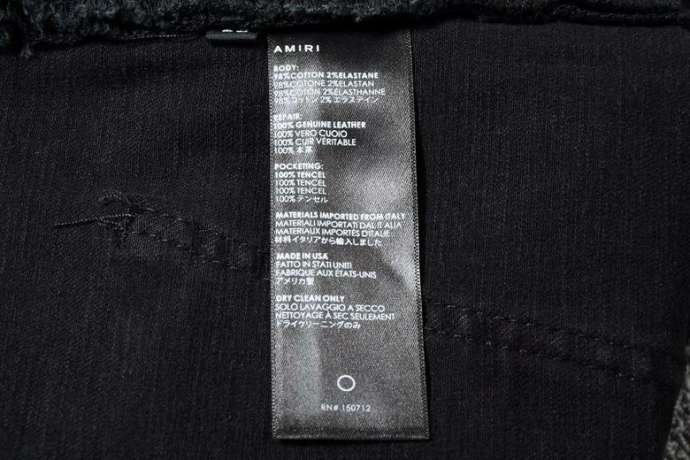 AMIRI
BODY:
98%COTTON 2%ELASTANE
98%COTONE 2%ELASTAN
98%COTTON 2%ELASTHANNE
98%コットン 2% エラステイン
REPAIR:
100% GENUINE LEATHER
100% VERO CUOIO
100% CUIR VÉRITABLE
100% 本革
POCKETING:
100% TENCEL
100% TENCEL
100% TENCEL
100% テンセル
MATERIALS IMPORTED FROM ITALY
MATERIALI IMPORTATI DALL'ITALIA
MATERIAUX IMPORTÉS D'ITALIE
材料イタリアから輸入しました
MADE IN USA
FATTO IN STATI UNITI
FABRIQUE AUX ÉTATS-UNIS
アメリカ製
DRY CLEAN ONLY
SOLO LAVAGGIO A SECCO
NETTOYAGE À SEC SEULEMENT
ドライクリーニングのみ
RN# 150712